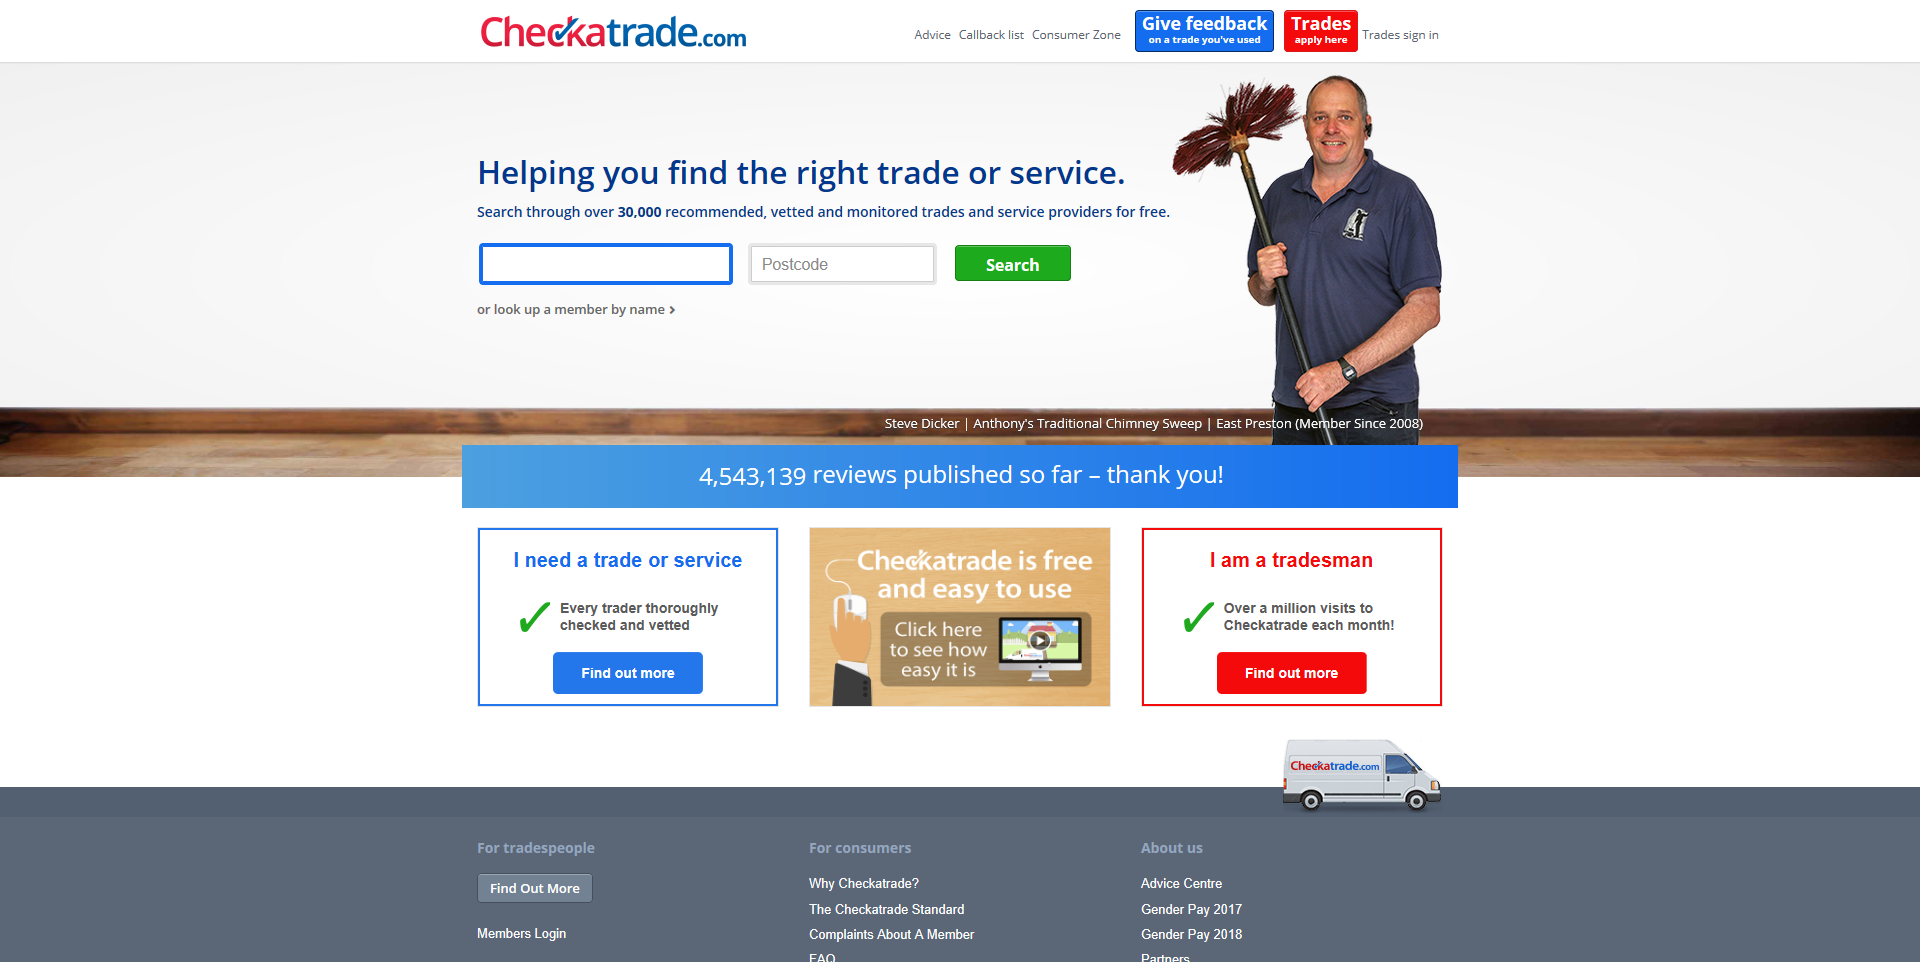 Checkatrade.com
Advice Callback list Consumer Zone
Give feedback
on a trade you've used
Trades
apply here
Trades sign in
Helping you find the right trade or service.
Search through over 30,000 recommended, vetted and monitored trades and service providers for free.
Postcode
Search
or look up a member by name ›
Steve Dicker | Anthony's Traditional Chimney Sweep | East Preston (Member Since 2008)
4,543,139 reviews published so far – thank you!
I need a trade or service
Every trader thoroughly
checked and vetted
Find out more
Checkatrade is free
and easy to use
Click here
to see how
easy it is
I am a tradesman
Over a million visits to
Checkatrade each month!
Find out more
Checkatrade.com
For tradespeople
Find Out More
Members Login
For consumers
Why Checkatrade?
The Checkatrade Standard
Complaints About A Member
FAQ
About us
Advice Centre
Gender Pay 2017
Gender Pay 2018
Partners